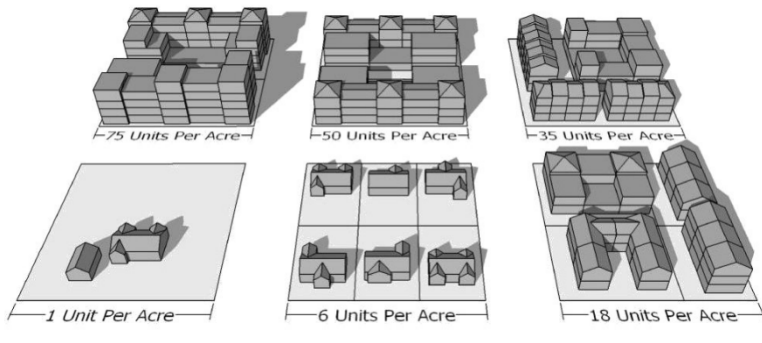 75 Units Per Acre
50 Units Per Acre
35 Units Per Acre
1 Unit Per Acre
6 Units Per Acre
18 Units Per Acre